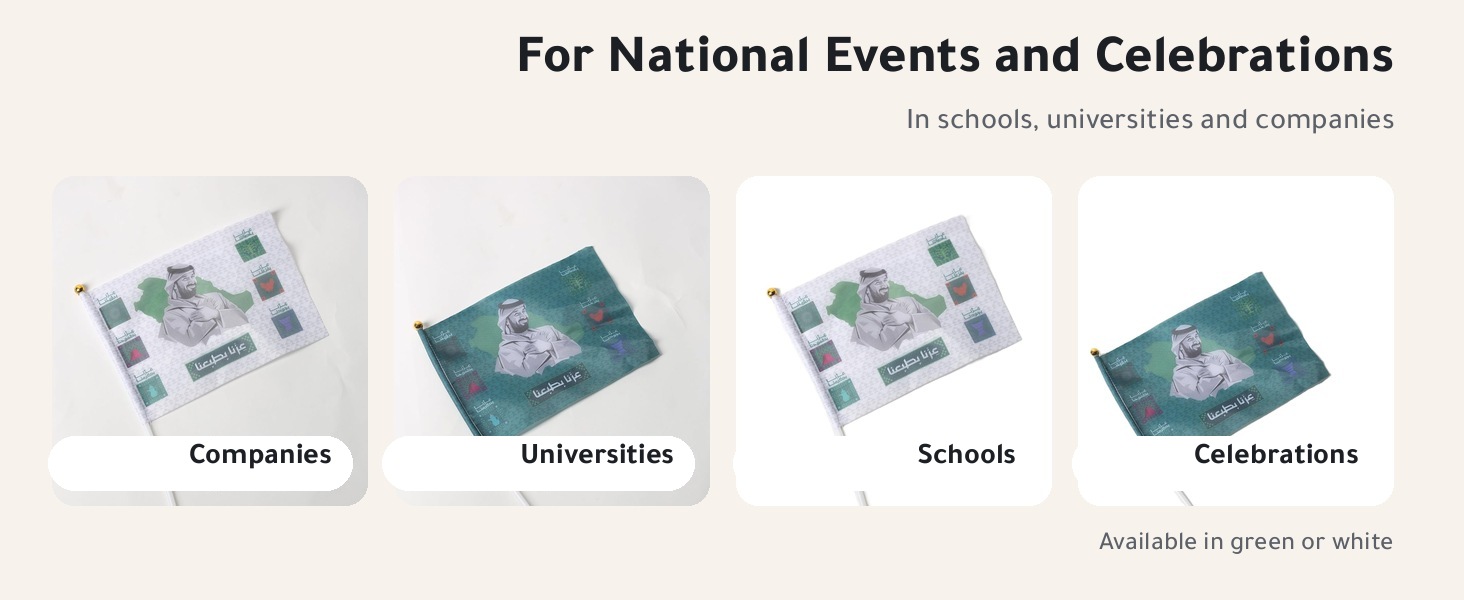 For National Events and Celebrations
In schools, universities and companies
عزنا بطبعنا
عزنا بطبعنا
عزنا بطبعنا
عزنا بطبعنا
Companies
Universities
Schools
Celebrations
Available in green or white